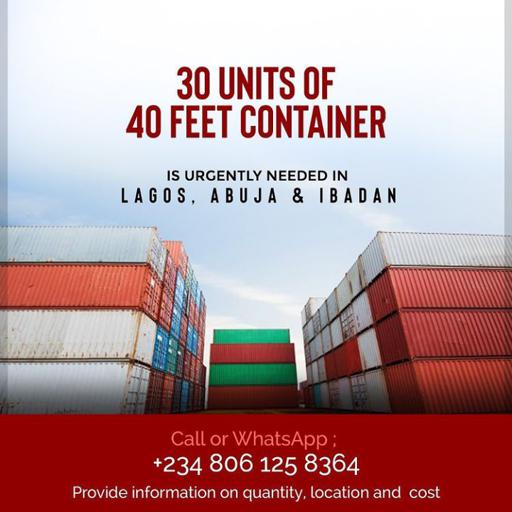 30 UNITS OF
40 FEET CONTAINER
IS URGENTLY NEEDED IN
LAGOS, ABUJA & IBADAN
Call or WhatsApp ;
+234 806 125 8364
Provide information on quantity, location and cost